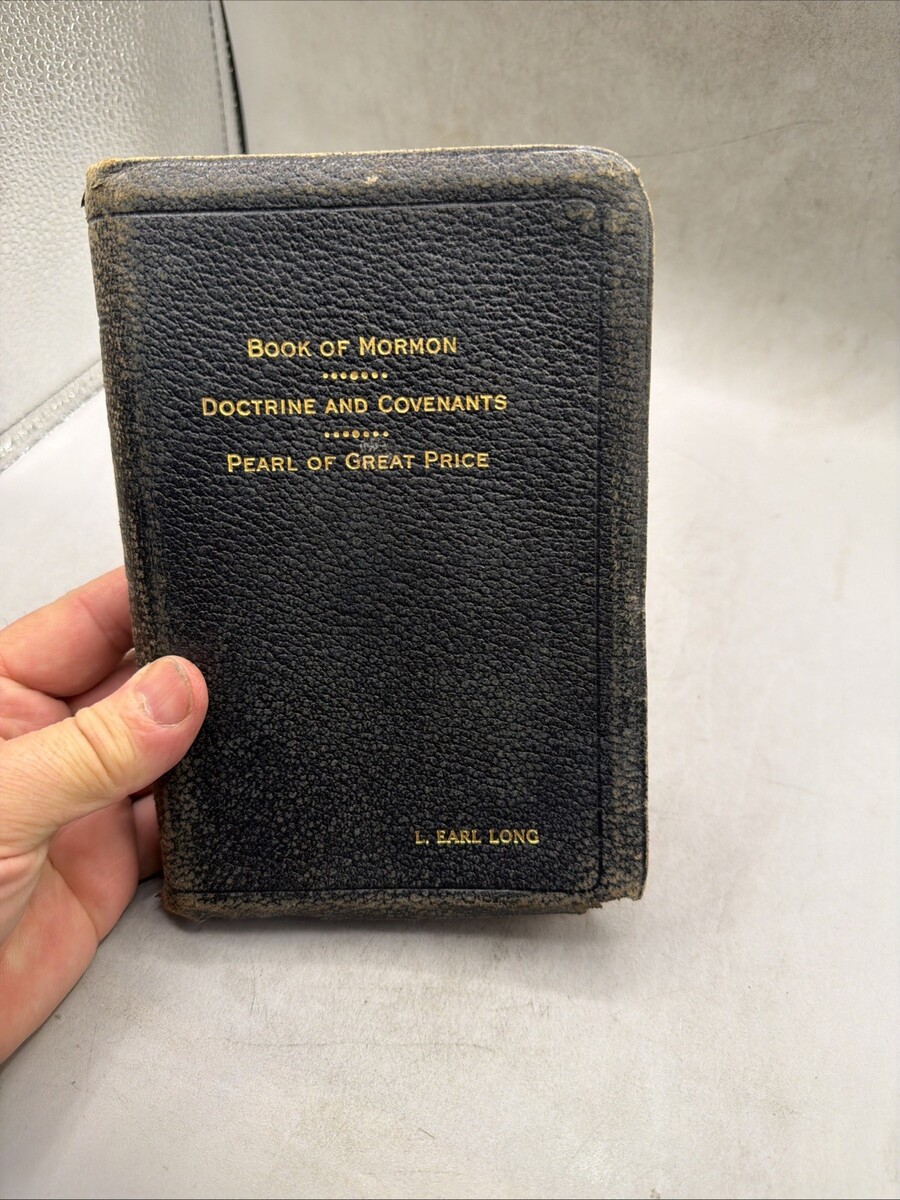 BOOK OF MORMON
DOCTRINE AND COVENANTS
PEARL OF GREAT PRICE
L. EARL LONG